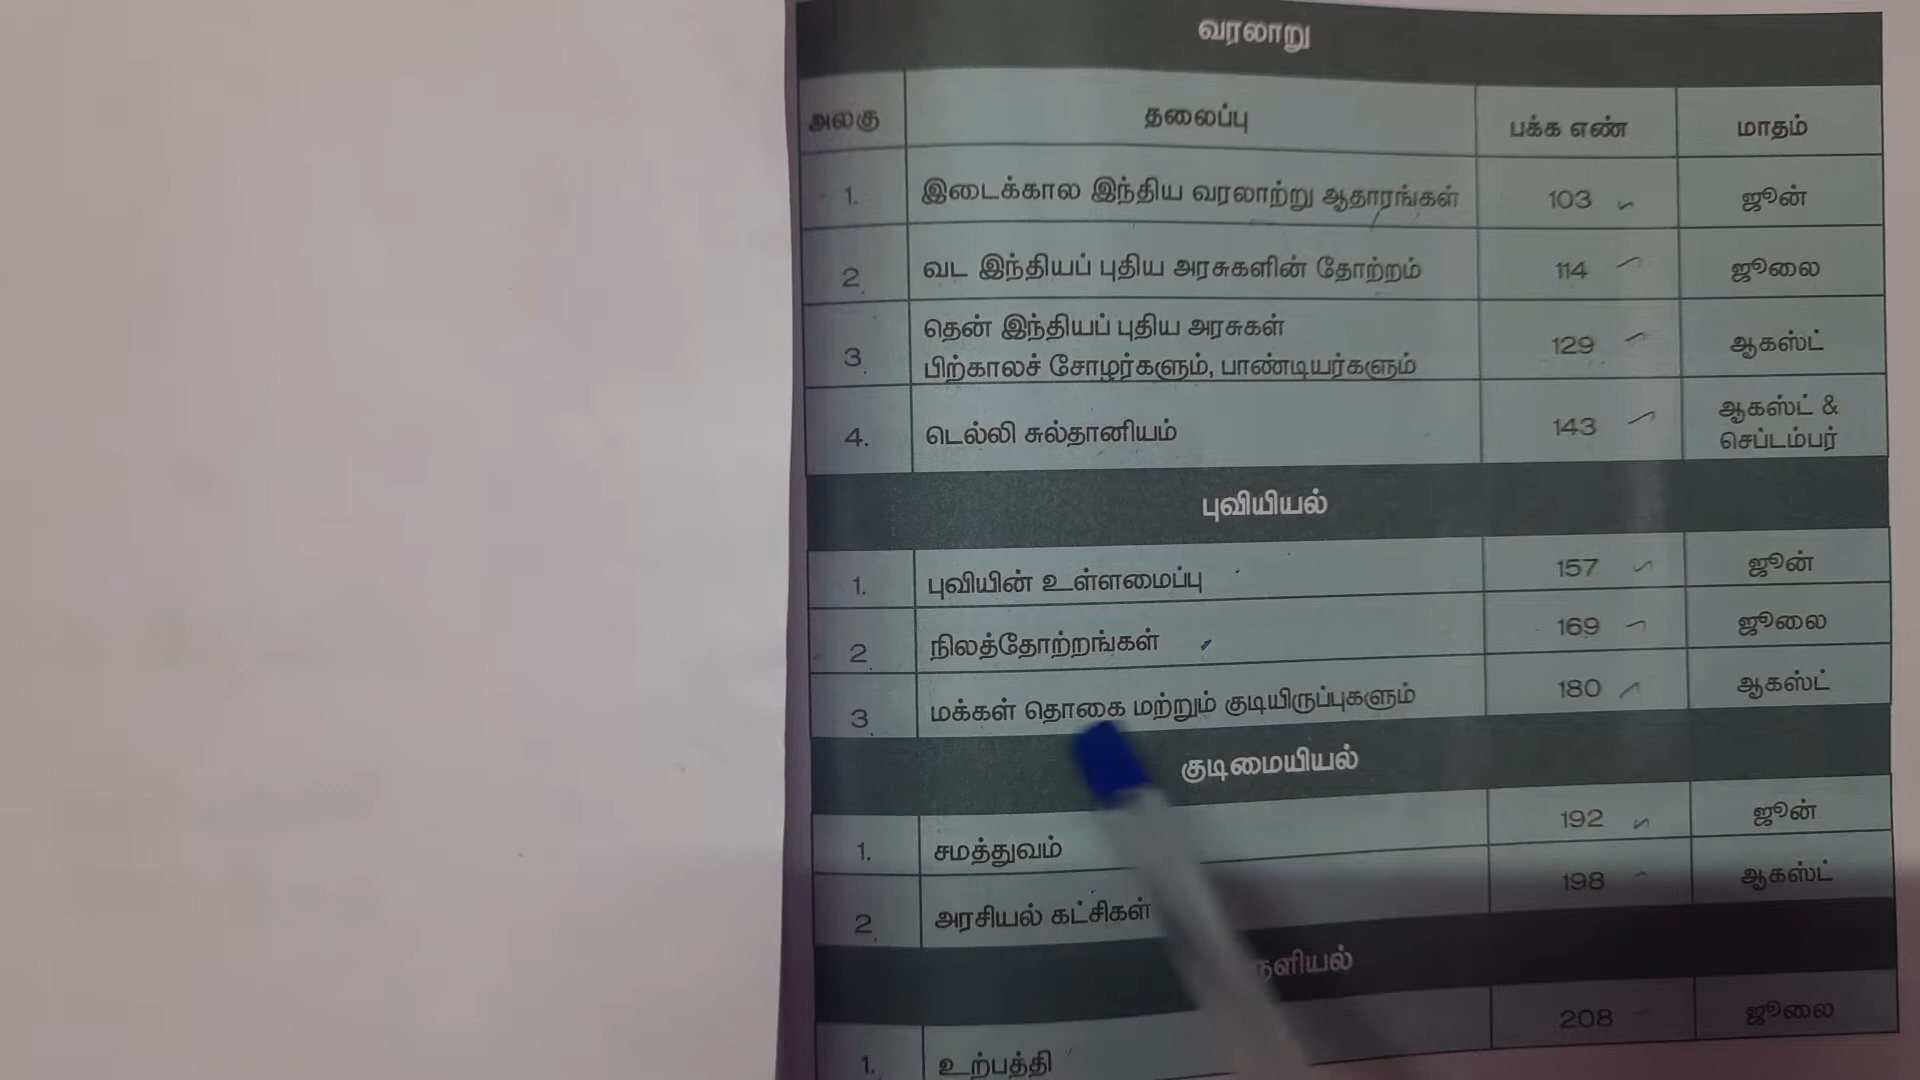 வரலாறு
அலகு தலைப்பு பக்க எண் மாதம்
1. இடைக்கால இந்திய வரலாற்று ஆதாரங்கள் 103 ஜூன்
2. வட இந்தியப் புதிய அரசுகளின் தோற்றம் 114 ஜூலை
3. தென் இந்தியப் புதிய அரசுகள்
பிற்காலச் சோழர்களும், பாண்டியர்களும் 129 ஆகஸ்ட்
4. டெல்லி சுல்தானியம் 143 ஆகஸ்ட் &
செப்டம்பர்
புவியியல்
1. புவியின் உள்ளமைப்பு 157 ஜூன்
2. நிலத்தோற்றங்கள் 169 ஜூலை
3. மக்கள் தொகை மற்றும் குடியிருப்புகளும் 180 ஆகஸ்ட்
குடிமையியல்
1. சமத்துவம் 192 ஜூன்
2. அரசியல் கட்சிகள் 198 ஆகஸ்ட்
1. உற்பத்தி 208 ஜூலை